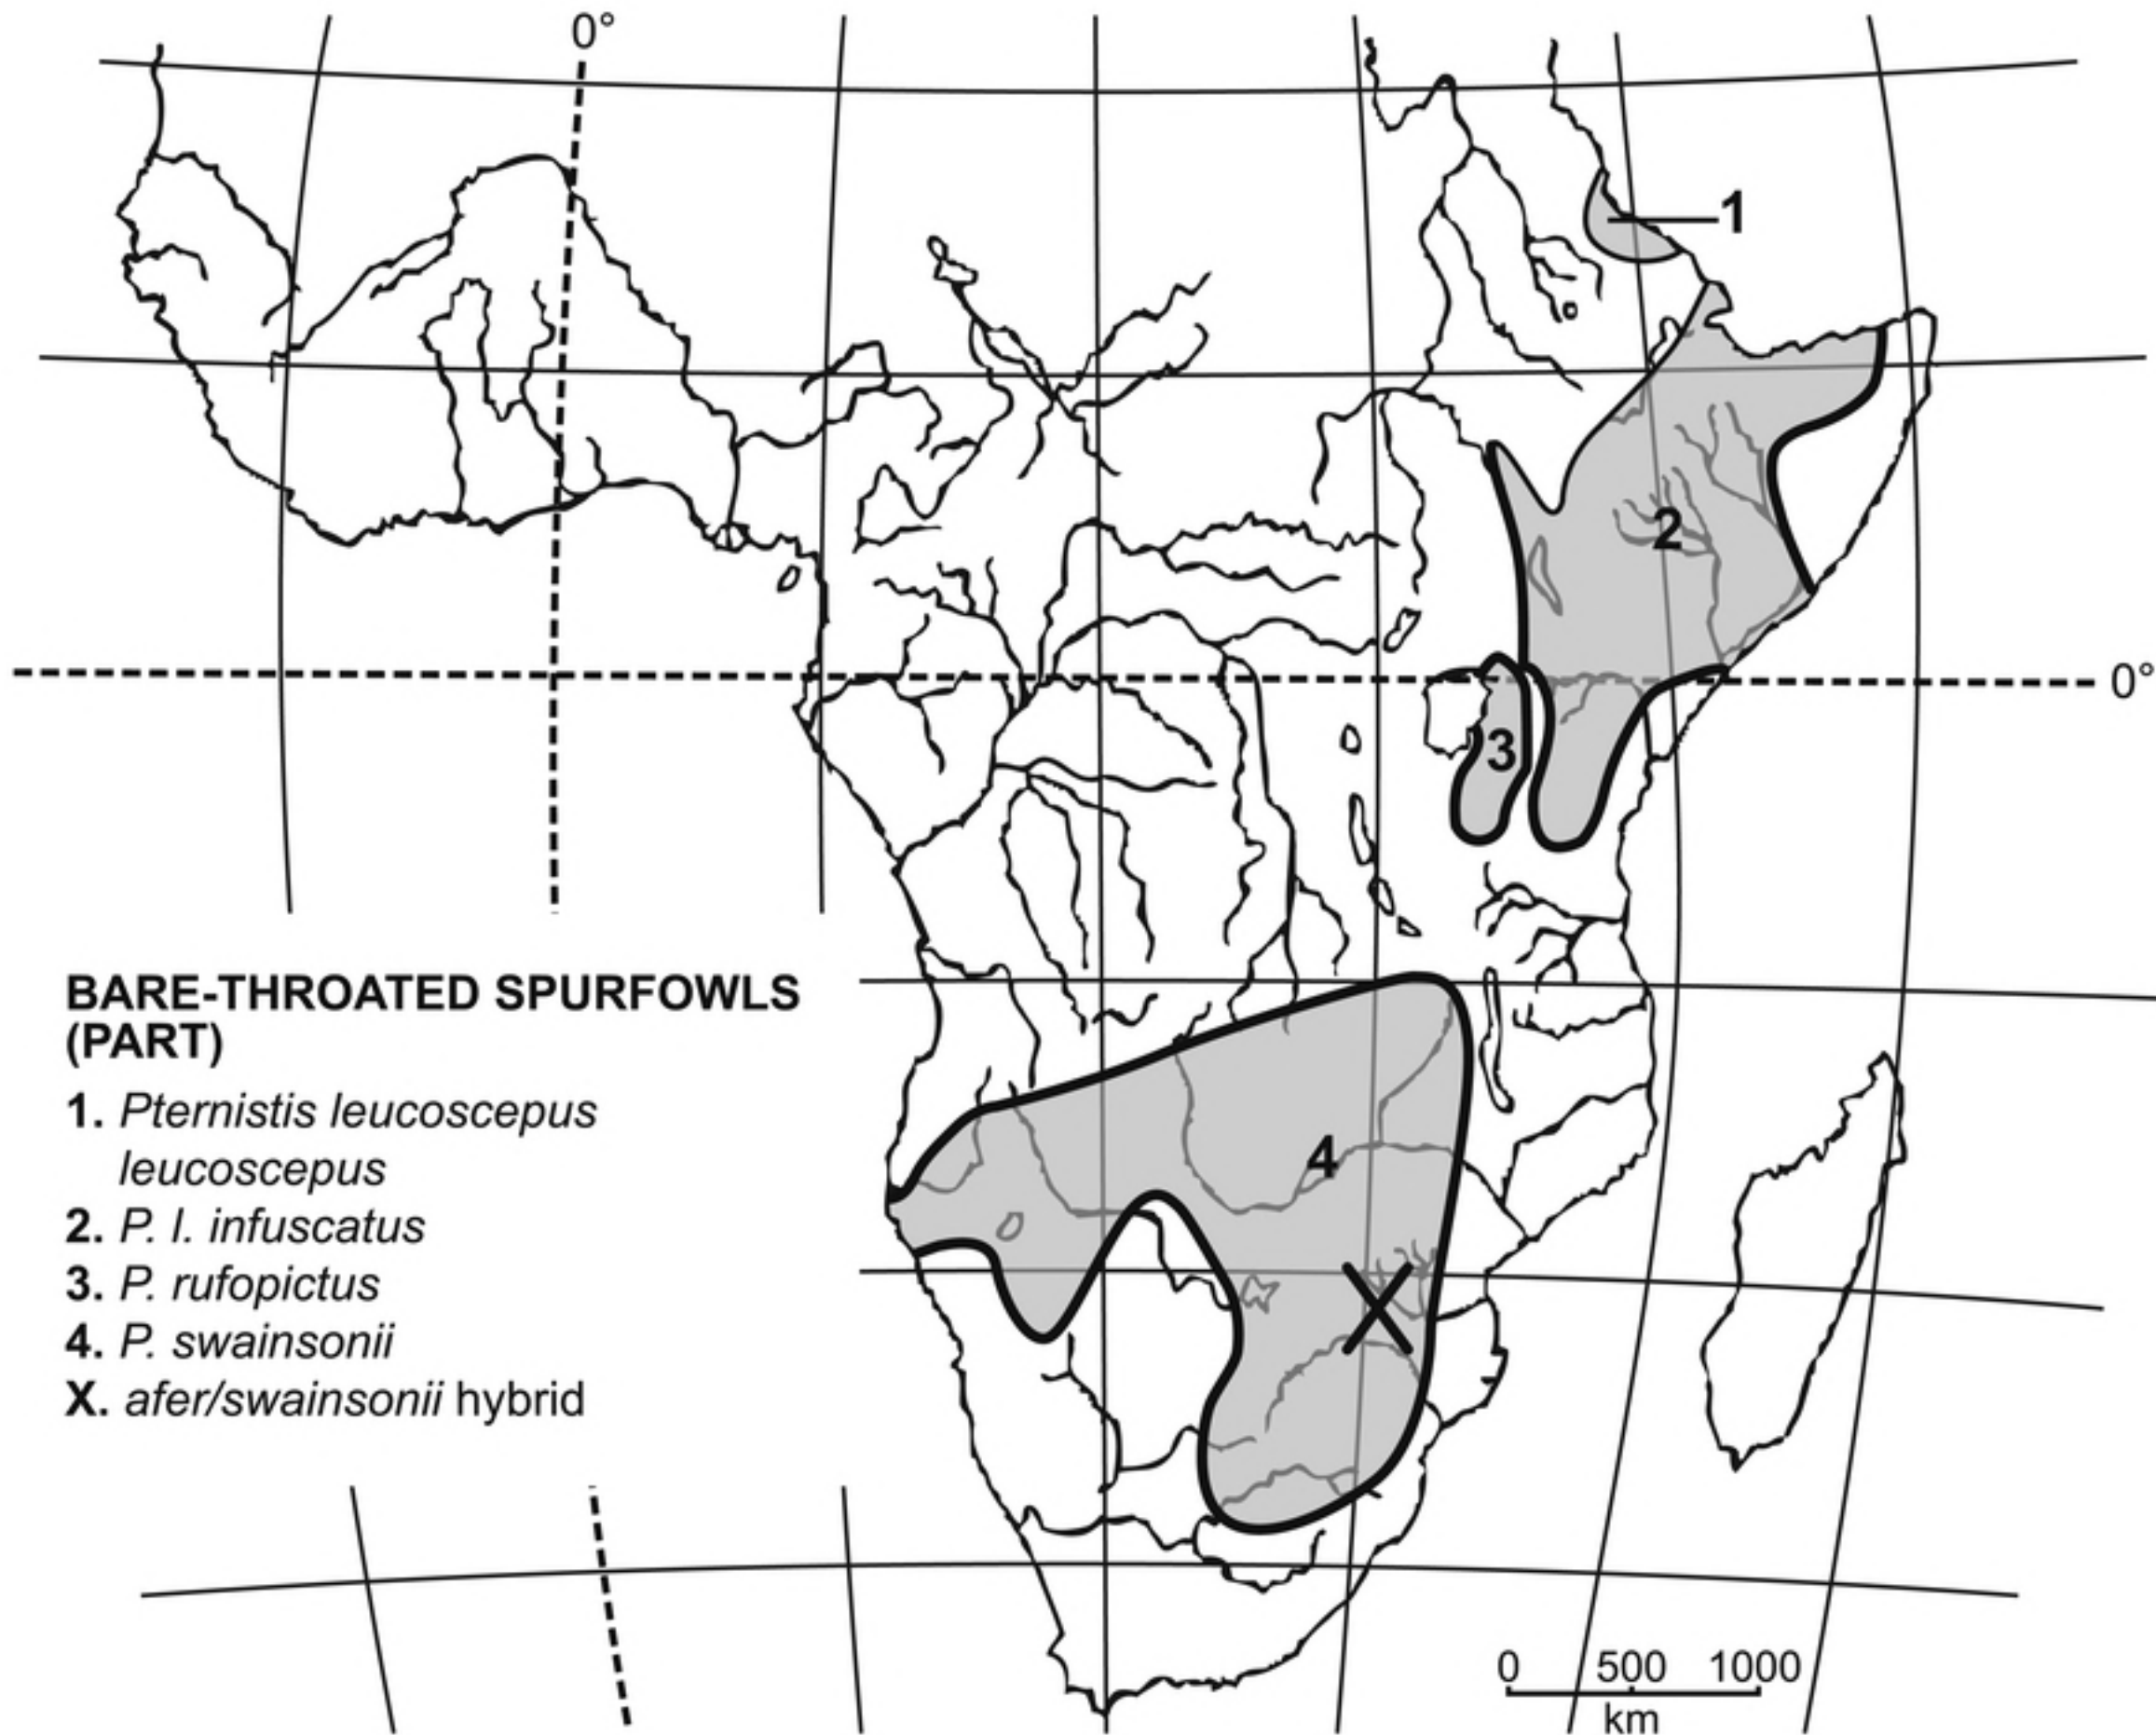 0°
1
2
0°
3
BARE-THROATED SPURFOWLS
(PART)
1. Pternistis leucoscepus
leucoscepus
2. P. l. infuscatus
3. P. rufopictus
4. P. swainsonii
X. afer/swainsonii hybrid
4
X
0 500 1000
km